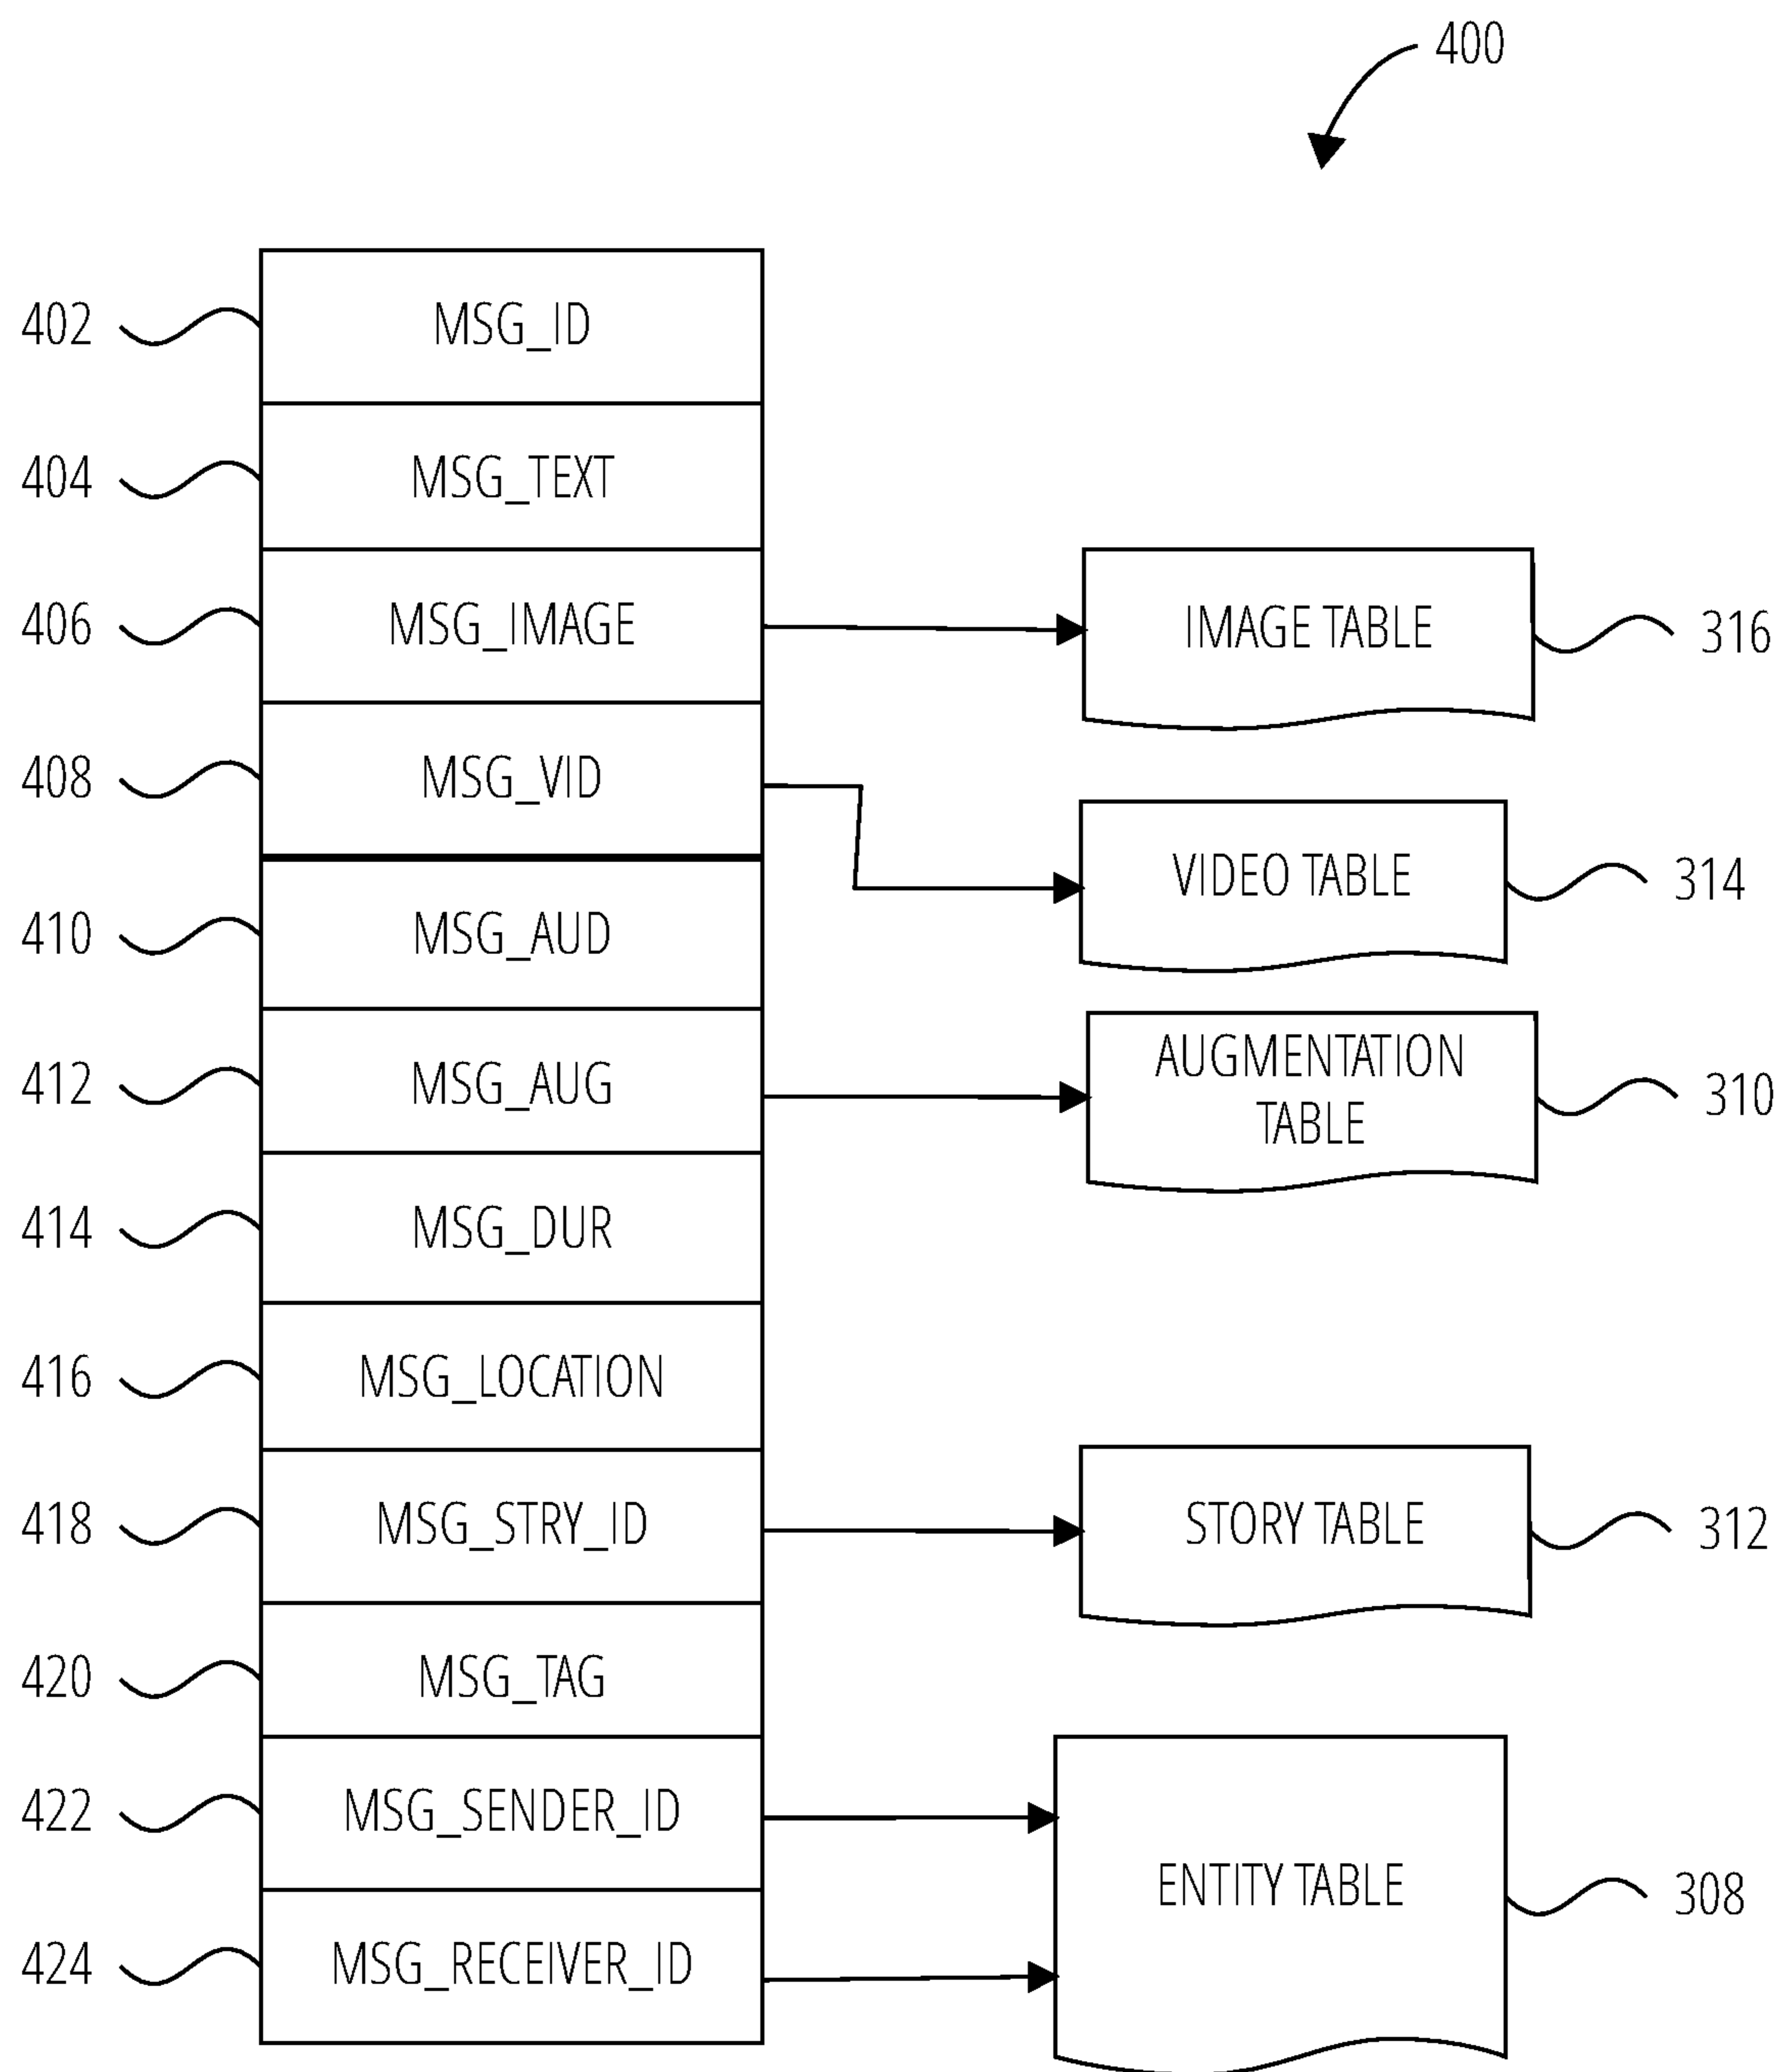 400
402 MSG_ID
404 MSG_TEXT
406 MSG_IMAGE IMAGE TABLE 316
408 MSG_VID VIDEO TABLE 314
410 MSG_AUD
412 MSG_AUG AUGMENTATION
TABLE 310
414 MSG_DUR
416 MSG_LOCATION
418 MSG_STRY_ID STORY TABLE 312
420 MSG_TAG
422 MSG_SENDER_ID
ENTITY TABLE 308
424 MSG_RECEIVER_ID